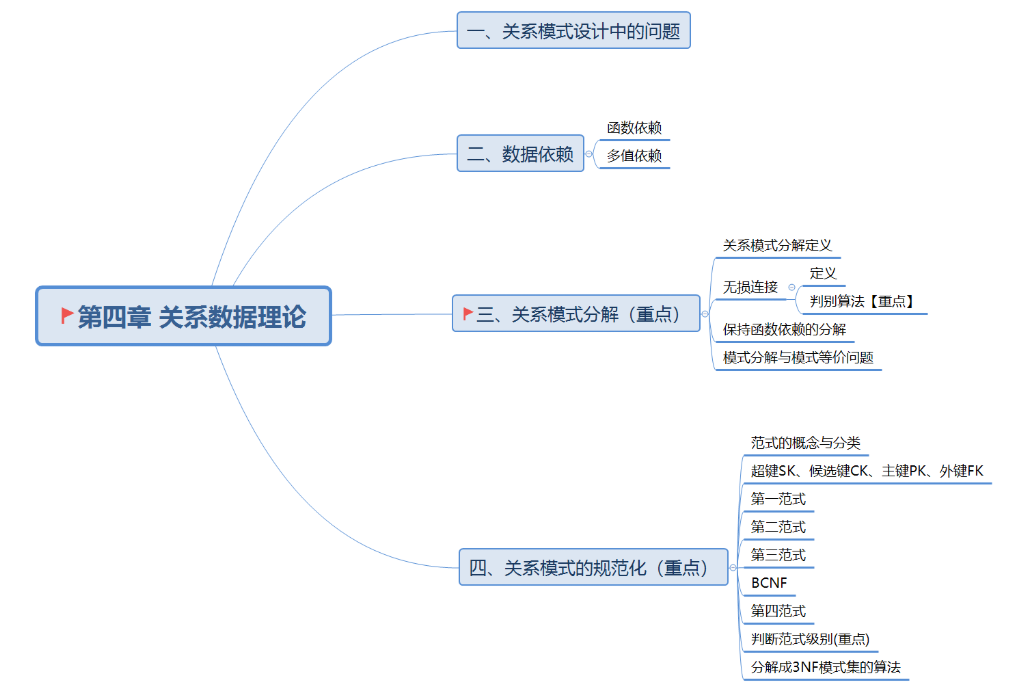 一、关系模式设计中的问题
二、数据依赖
函数依赖
多值依赖
第四章 关系数据理论
三、关系模式分解（重点）
关系模式分解定义
无损连接
定义
判别算法【重点】
保持函数依赖的分解
模式分解与模式等价问题
四、关系模式的规范化（重点）
范式的概念与分类
超键SK、候选键CK、主键PK、外键FK
第一范式
第二范式
第三范式
BCNF
第四范式
判断范式级别(重点)
分解成3NF模式集的算法